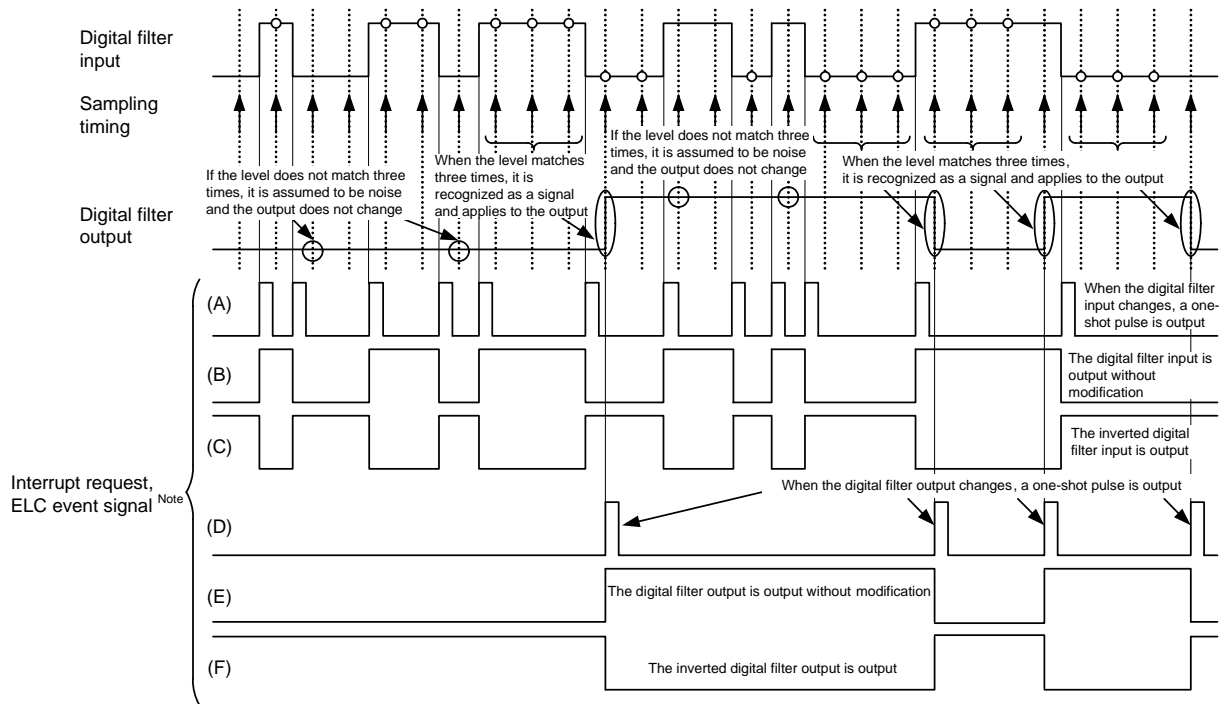 Digital filter
input
Sampling
timing
If the level does not match three
times, it is assumed to be noise
and the output does not change
When the level matches
three times, it is
recognized as a signal
and applies to the output
If the level does not match three
times, it is assumed to be noise
and the output does not change
When the level matches three times,
it is recognized as a signal and applies to the output
Digital filter
output
(A)
When the digital filter
input changes, a one-
shot pulse is output
(B)
The digital filter input is
output without
modification
(C)
The inverted digital
filter input is output
Interrupt request,
ELC event signal Note
When the digital filter output changes, a one-shot pulse is output
(D)
(E)
The digital filter output is output without modification
(F)
The inverted digital filter output is output